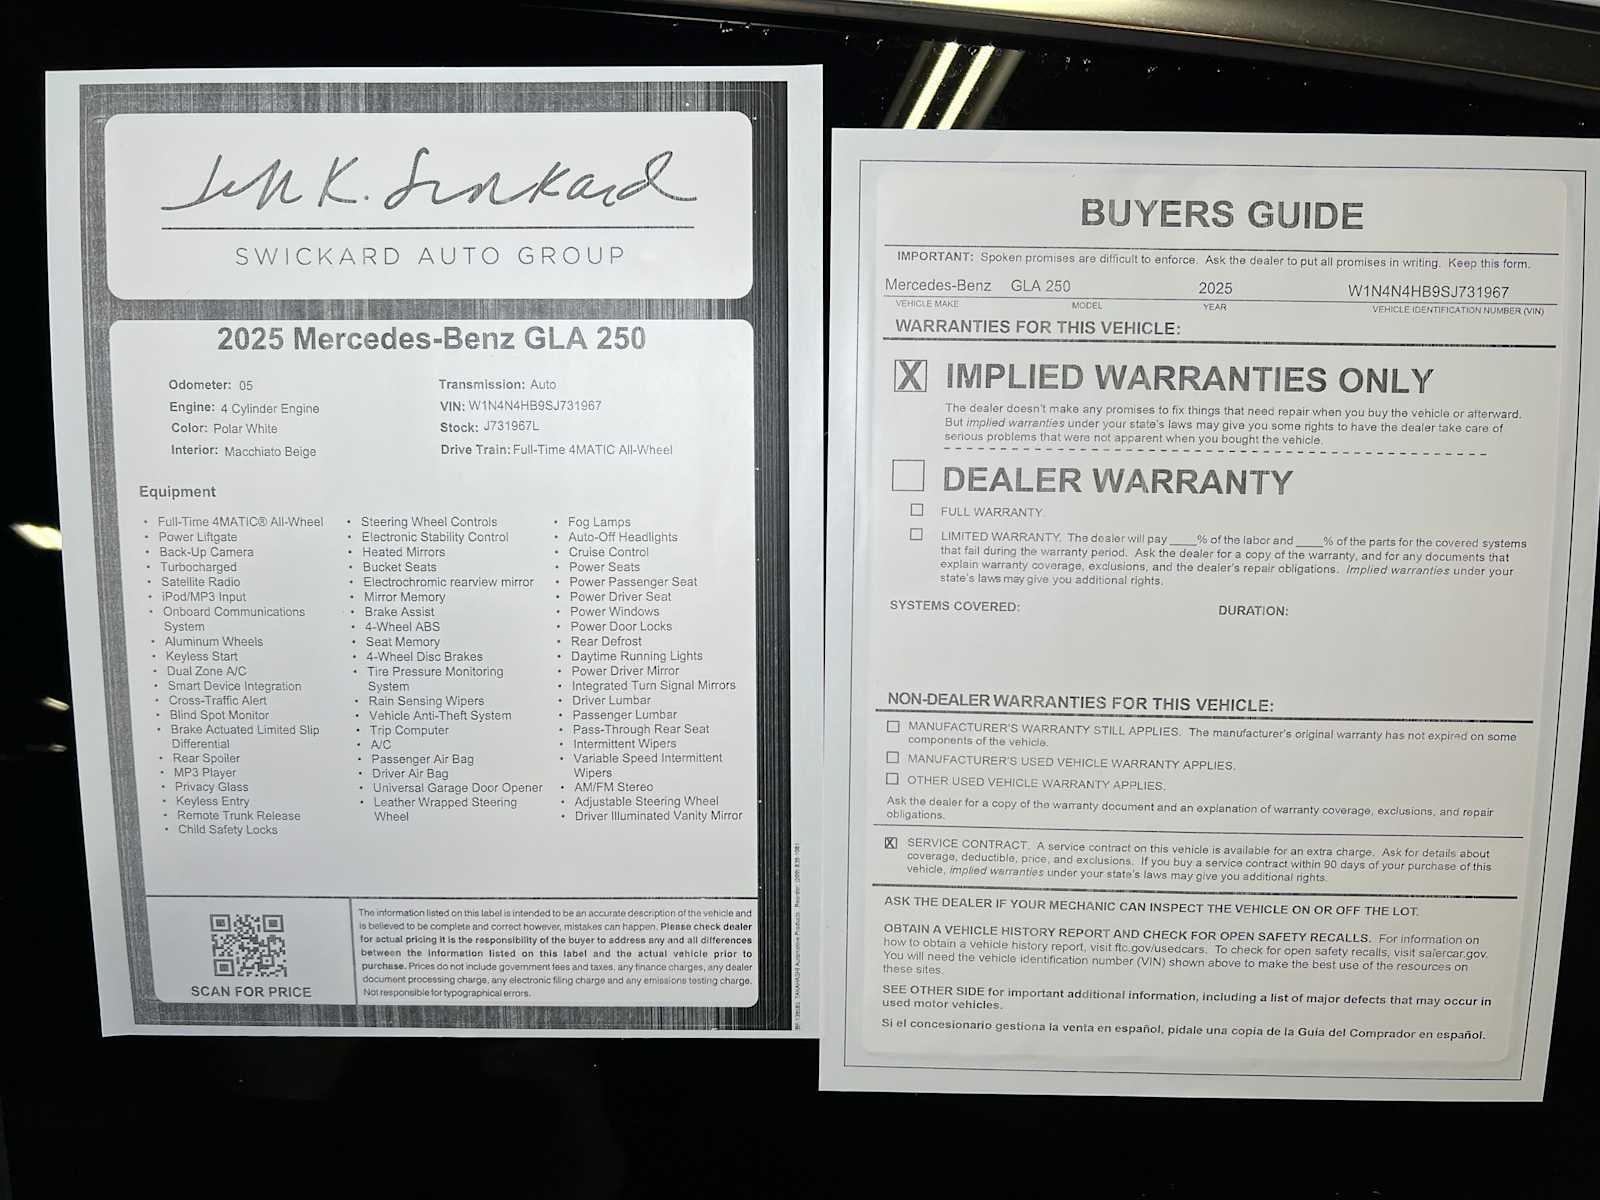 Jeff K. Swickard
SWICKARD AUTO GROUP
2025 Mercedes-Benz GLA 250
Odometer: 05
Engine: 4 Cylinder Engine
Color: Polar White
Interior: Macchiato Beige
Transmission: Auto
VIN: W1N4N4HB9SJ731967
Stock: J731967L
Drive Train: Full-Time 4MATIC All-Wheel
Equipment
• Full-Time 4MATIC® All-Wheel
• Power Liftgate
• Back-Up Camera
• Turbocharged
• Satellite Radio
• iPod/MP3 Input
• Onboard Communications
System
• Aluminum Wheels
• Keyless Start
• Dual Zone A/C
• Smart Device Integration
• Cross-Traffic Alert
• Blind Spot Monitor
• Brake Actuated Limited Slip
Differential
• Rear Spoiler
• MP3 Player
• Privacy Glass
• Keyless Entry
• Remote Trunk Release
• Child Safety Locks
• Steering Wheel Controls
• Electronic Stability Control
• Heated Mirrors
• Bucket Seats
• Electrochromic rearview mirror
• Mirror Memory
• Brake Assist
• 4-Wheel ABS
• Seat Memory
• 4-Wheel Disc Brakes
• Tire Pressure Monitoring
System
• Rain Sensing Wipers
• Vehicle Anti-Theft System
• Trip Computer
• A/C
• Passenger Air Bag
• Driver Air Bag
• Universal Garage Door Opener
• Leather Wrapped Steering
Wheel
• Fog Lamps
• Auto-Off Headlights
• Cruise Control
• Power Seats
• Power Passenger Seat
• Power Driver Seat
• Power Windows
• Power Door Locks
• Rear Defrost
• Daytime Running Lights
• Power Driver Mirror
• Integrated Turn Signal Mirrors
• Driver Lumbar
• Passenger Lumbar
• Pass-Through Rear Seat
• Intermittent Wipers
• Variable Speed Intermittent
Wipers
• AM/FM Stereo
• Adjustable Steering Wheel
• Driver Illuminated Vanity Mirror
SCAN FOR PRICE
The information listed on this label is intended to be an accurate description of the vehicle and
is believed to be complete and correct however, mistakes can happen. Please check dealer
for actual pricing it is the responsibility of the buyer to address any and all differences
between the information listed on this label and the actual vehicle prior to
purchase. Prices do not include government fees and taxes, any finance charges, any dealer
document processing charge, any electronic filing charge and any emissions testing charge.
Not responsible for typographical errors.
BUYERS GUIDE
IMPORTANT: Spoken promises are difficult to enforce. Ask the dealer to put all promises in writing. Keep this form.
Mercedes-Benz GLA 250 2025 W1N4N4HB9SJ731967
VEHICLE MAKE MODEL YEAR VEHICLE IDENTIFICATION NUMBER (VIN)
WARRANTIES FOR THIS VEHICLE:
X IMPLIED WARRANTIES ONLY
The dealer doesn't make any promises to fix things that need repair when you buy the vehicle or afterward.
But implied warranties under your state's laws may give you some rights to have the dealer take care of
serious problems that were not apparent when you bought the vehicle.
DEALER WARRANTY
FULL WARRANTY.
LIMITED WARRANTY. The dealer will pay ____% of the labor and ____% of the parts for the covered systems
that fail during the warranty period. Ask the dealer for a copy of the warranty, and for any documents that
explain warranty coverage, exclusions, and the dealer's repair obligations. Implied warranties under your
state's laws may give you additional rights.
SYSTEMS COVERED: DURATION:
NON-DEALER WARRANTIES FOR THIS VEHICLE:
MANUFACTURER'S WARRANTY STILL APPLIES. The manufacturer's original warranty has not expired on some
components of the vehicle.
MANUFACTURER'S USED VEHICLE WARRANTY APPLIES.
OTHER USED VEHICLE WARRANTY APPLIES.
Ask the dealer for a copy of the warranty document and an explanation of warranty coverage, exclusions, and repair
obligations.
X SERVICE CONTRACT. A service contract on this vehicle is available for an extra charge. Ask for details about
coverage, deductible, price, and exclusions. If you buy a service contract within 90 days of your purchase of this
vehicle, implied warranties under your state's laws may give you additional rights.
ASK THE DEALER IF YOUR MECHANIC CAN INSPECT THE VEHICLE ON OR OFF THE LOT.
OBTAIN A VEHICLE HISTORY REPORT AND CHECK FOR OPEN SAFETY RECALLS. For information on
how to obtain a vehicle history report, visit ftc.gov/usedcars. To check for open safety recalls, visit safercar.gov.
You will need the vehicle identification number (VIN) shown above to make the best use of the resources on
these sites.
SEE OTHER SIDE for important additional information, including a list of major defects that may occur in
used motor vehicles.
Si el concesionario gestiona la venta en español, pídale una copia de la Guía del Comprador en español.